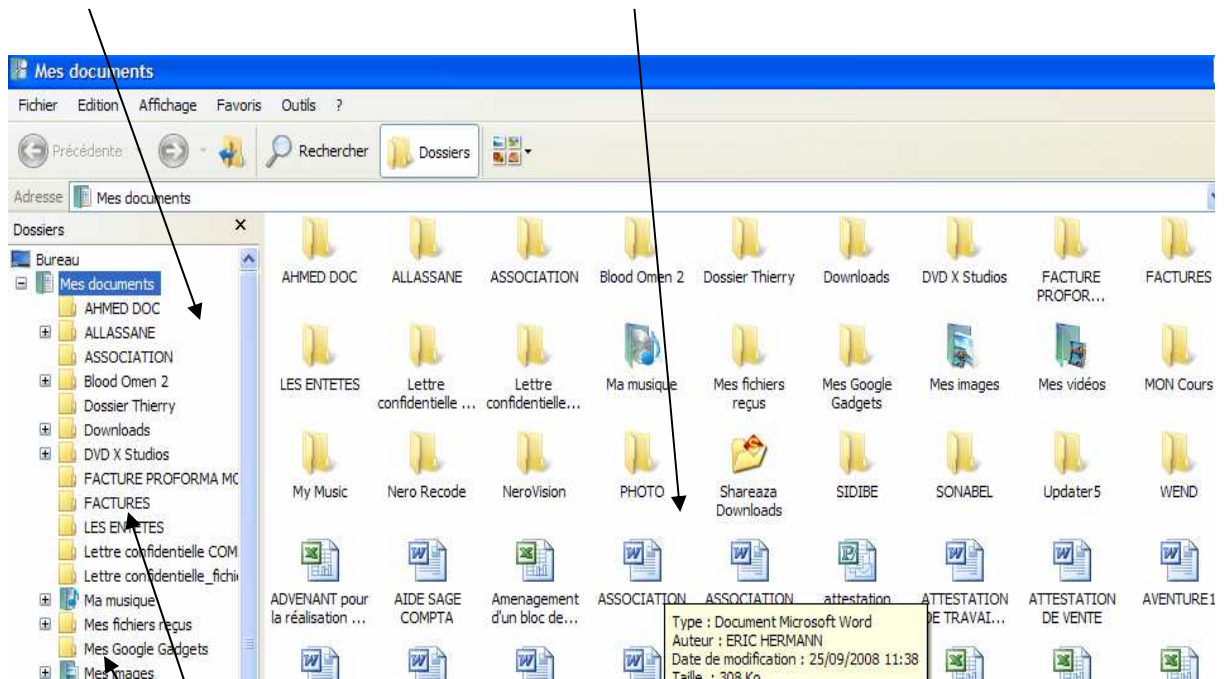 Mes documents
Fichier Edition Affichage Favoris Outils ?
Précédente Rechercher Dossiers
Adresse Mes documents
Dossiers
Bureau
Mes documents
AHMED DOC
ALLASSANE
ASSOCIATION
Blood Omen 2
Dossier Thierry
Downloads
DVD X Studios
FACTURE PROFORMA MO
FACTURES
LES ENTETES
Lettre confidentielle COM
Lettre confidentielle_fichi
Ma musique
Mes fichiers reçus
Mes Google Gadgets
Mes images
AHMED DOC ALLASSANE ASSOCIATION Blood Omen 2 Dossier Thierry Downloads DVD X Studios FACTURE FACTURES
PROFOR...
LES ENTETES Lettre Lettre Ma musique Mes fichiers Mes Google Mes images Mes vidéos MON Cours
confidentielle ... confidentielle... reçus Gadgets
My Music Nero Recode NeroVision PHOTO Shareaza SIDIBE SONABEL Updater5 WEND
Downloads
ADVENANT pour AIDE SAGE Amenagement ASSOCIATION ASSOCIATION attestation ATTESTATION ATTESTATION AVENTURE1
la réalisation ... COMPTA d'un bloc de... DE TRAVAI... DE VENTE
Type : Document Microsoft Word
Auteur : ERIC HERMANN
Date de modification : 25/09/2008 11:38
Taille : 308 Ko